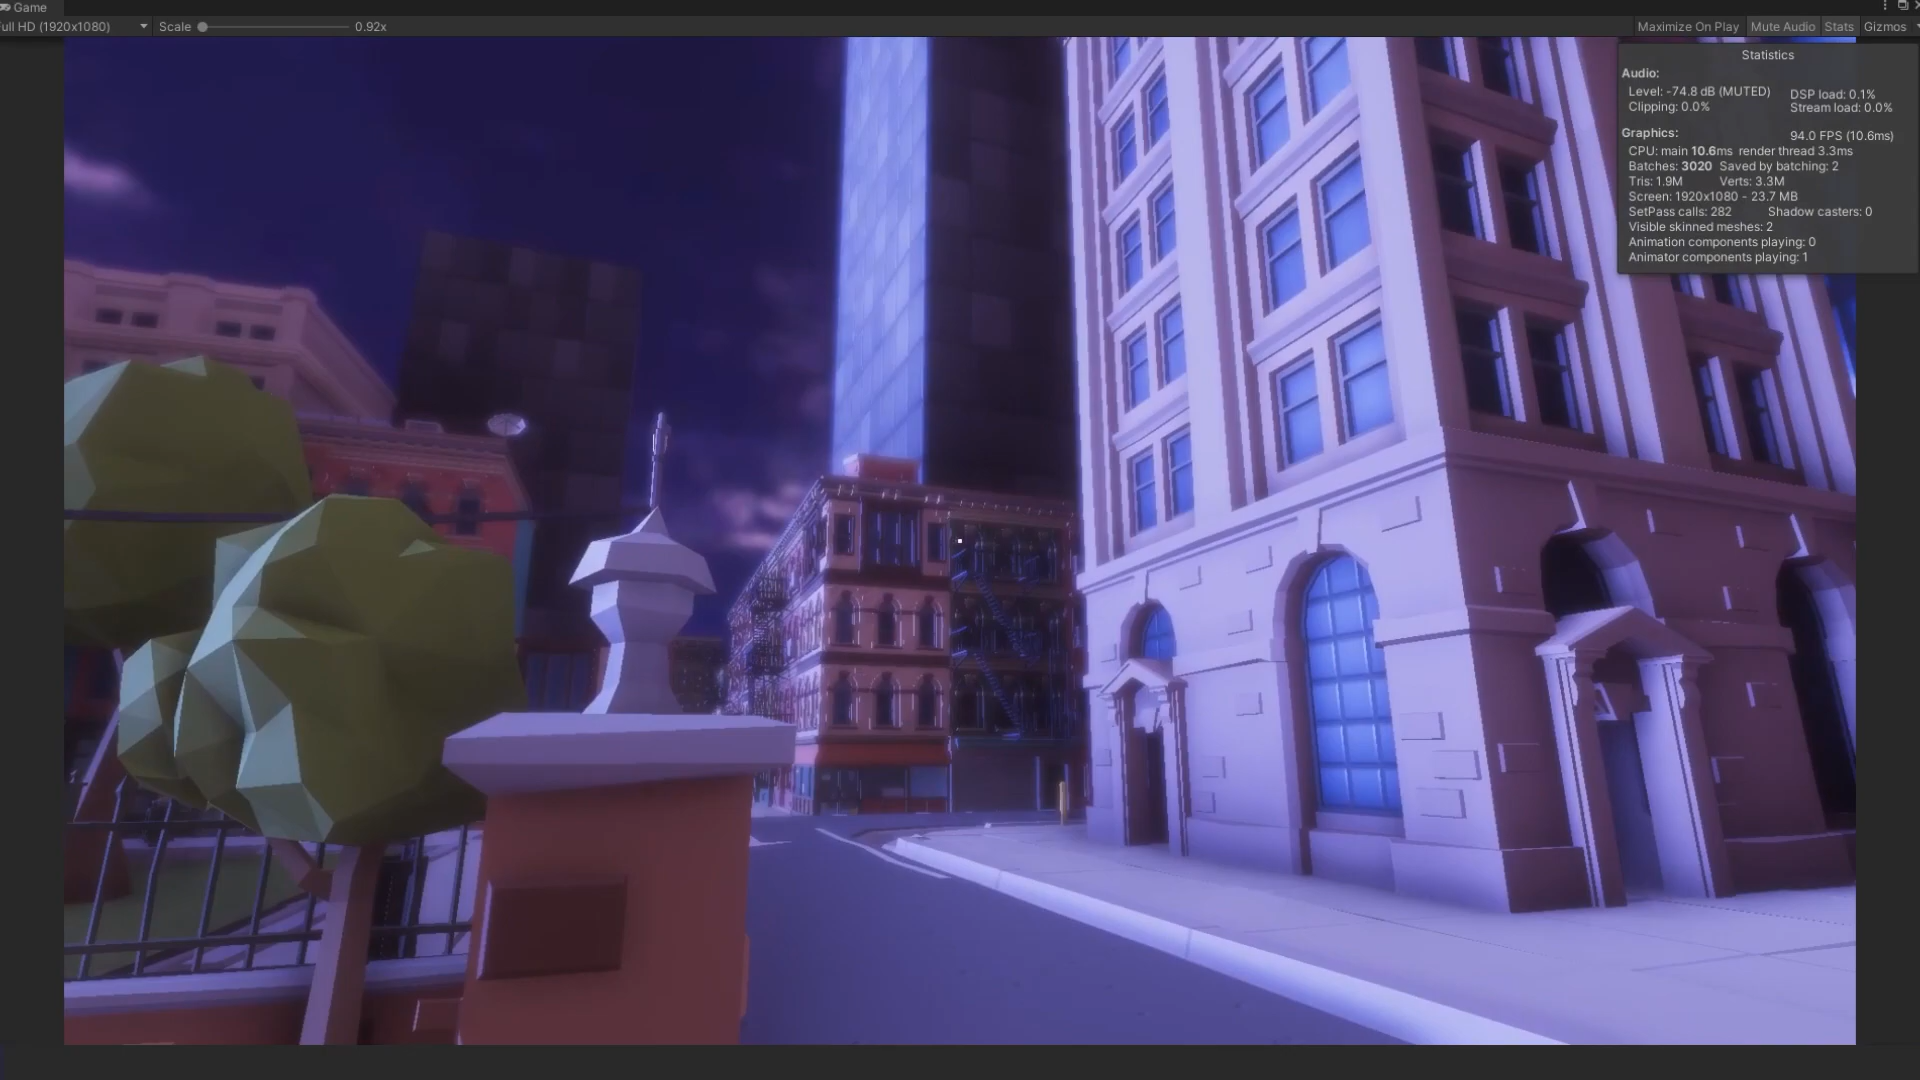 Game
ull HD (1920x1080) Scale 0.92x Maximize On Play Mute Audio Stats Gizmos
Statistics
Audio:
Level: -74.8 dB (MUTED) DSP load: 0.1%
Clipping: 0.0% Stream load: 0.0%
Graphics: 94.0 FPS (10.6ms)
CPU: main 10.6ms render thread 3.3ms
Batches: 3020 Saved by batching: 2
Tris: 1.9M Verts: 3.3M
Screen: 1920x1080 - 23.7 MB
SetPass calls: 282 Shadow casters: 0
Visible skinned meshes: 2
Animation components playing: 0
Animator components playing: 1